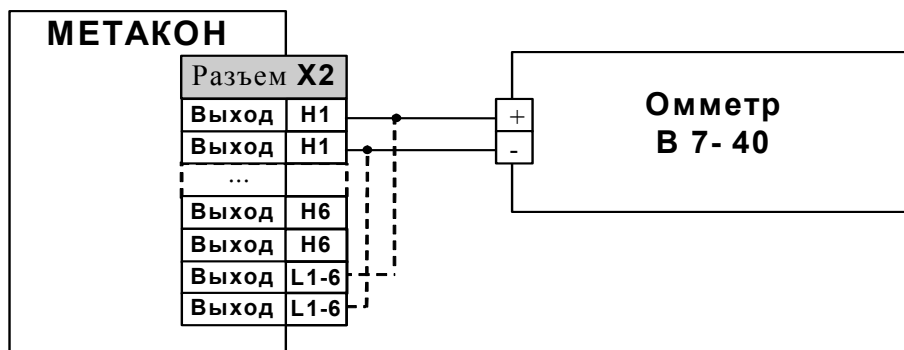 МЕТАКОН
Разъем X2
Выход H1
Выход H1
...
Выход H6
Выход H6
Выход L1-6
Выход L1-6
+
-
Омметр
В 7- 40